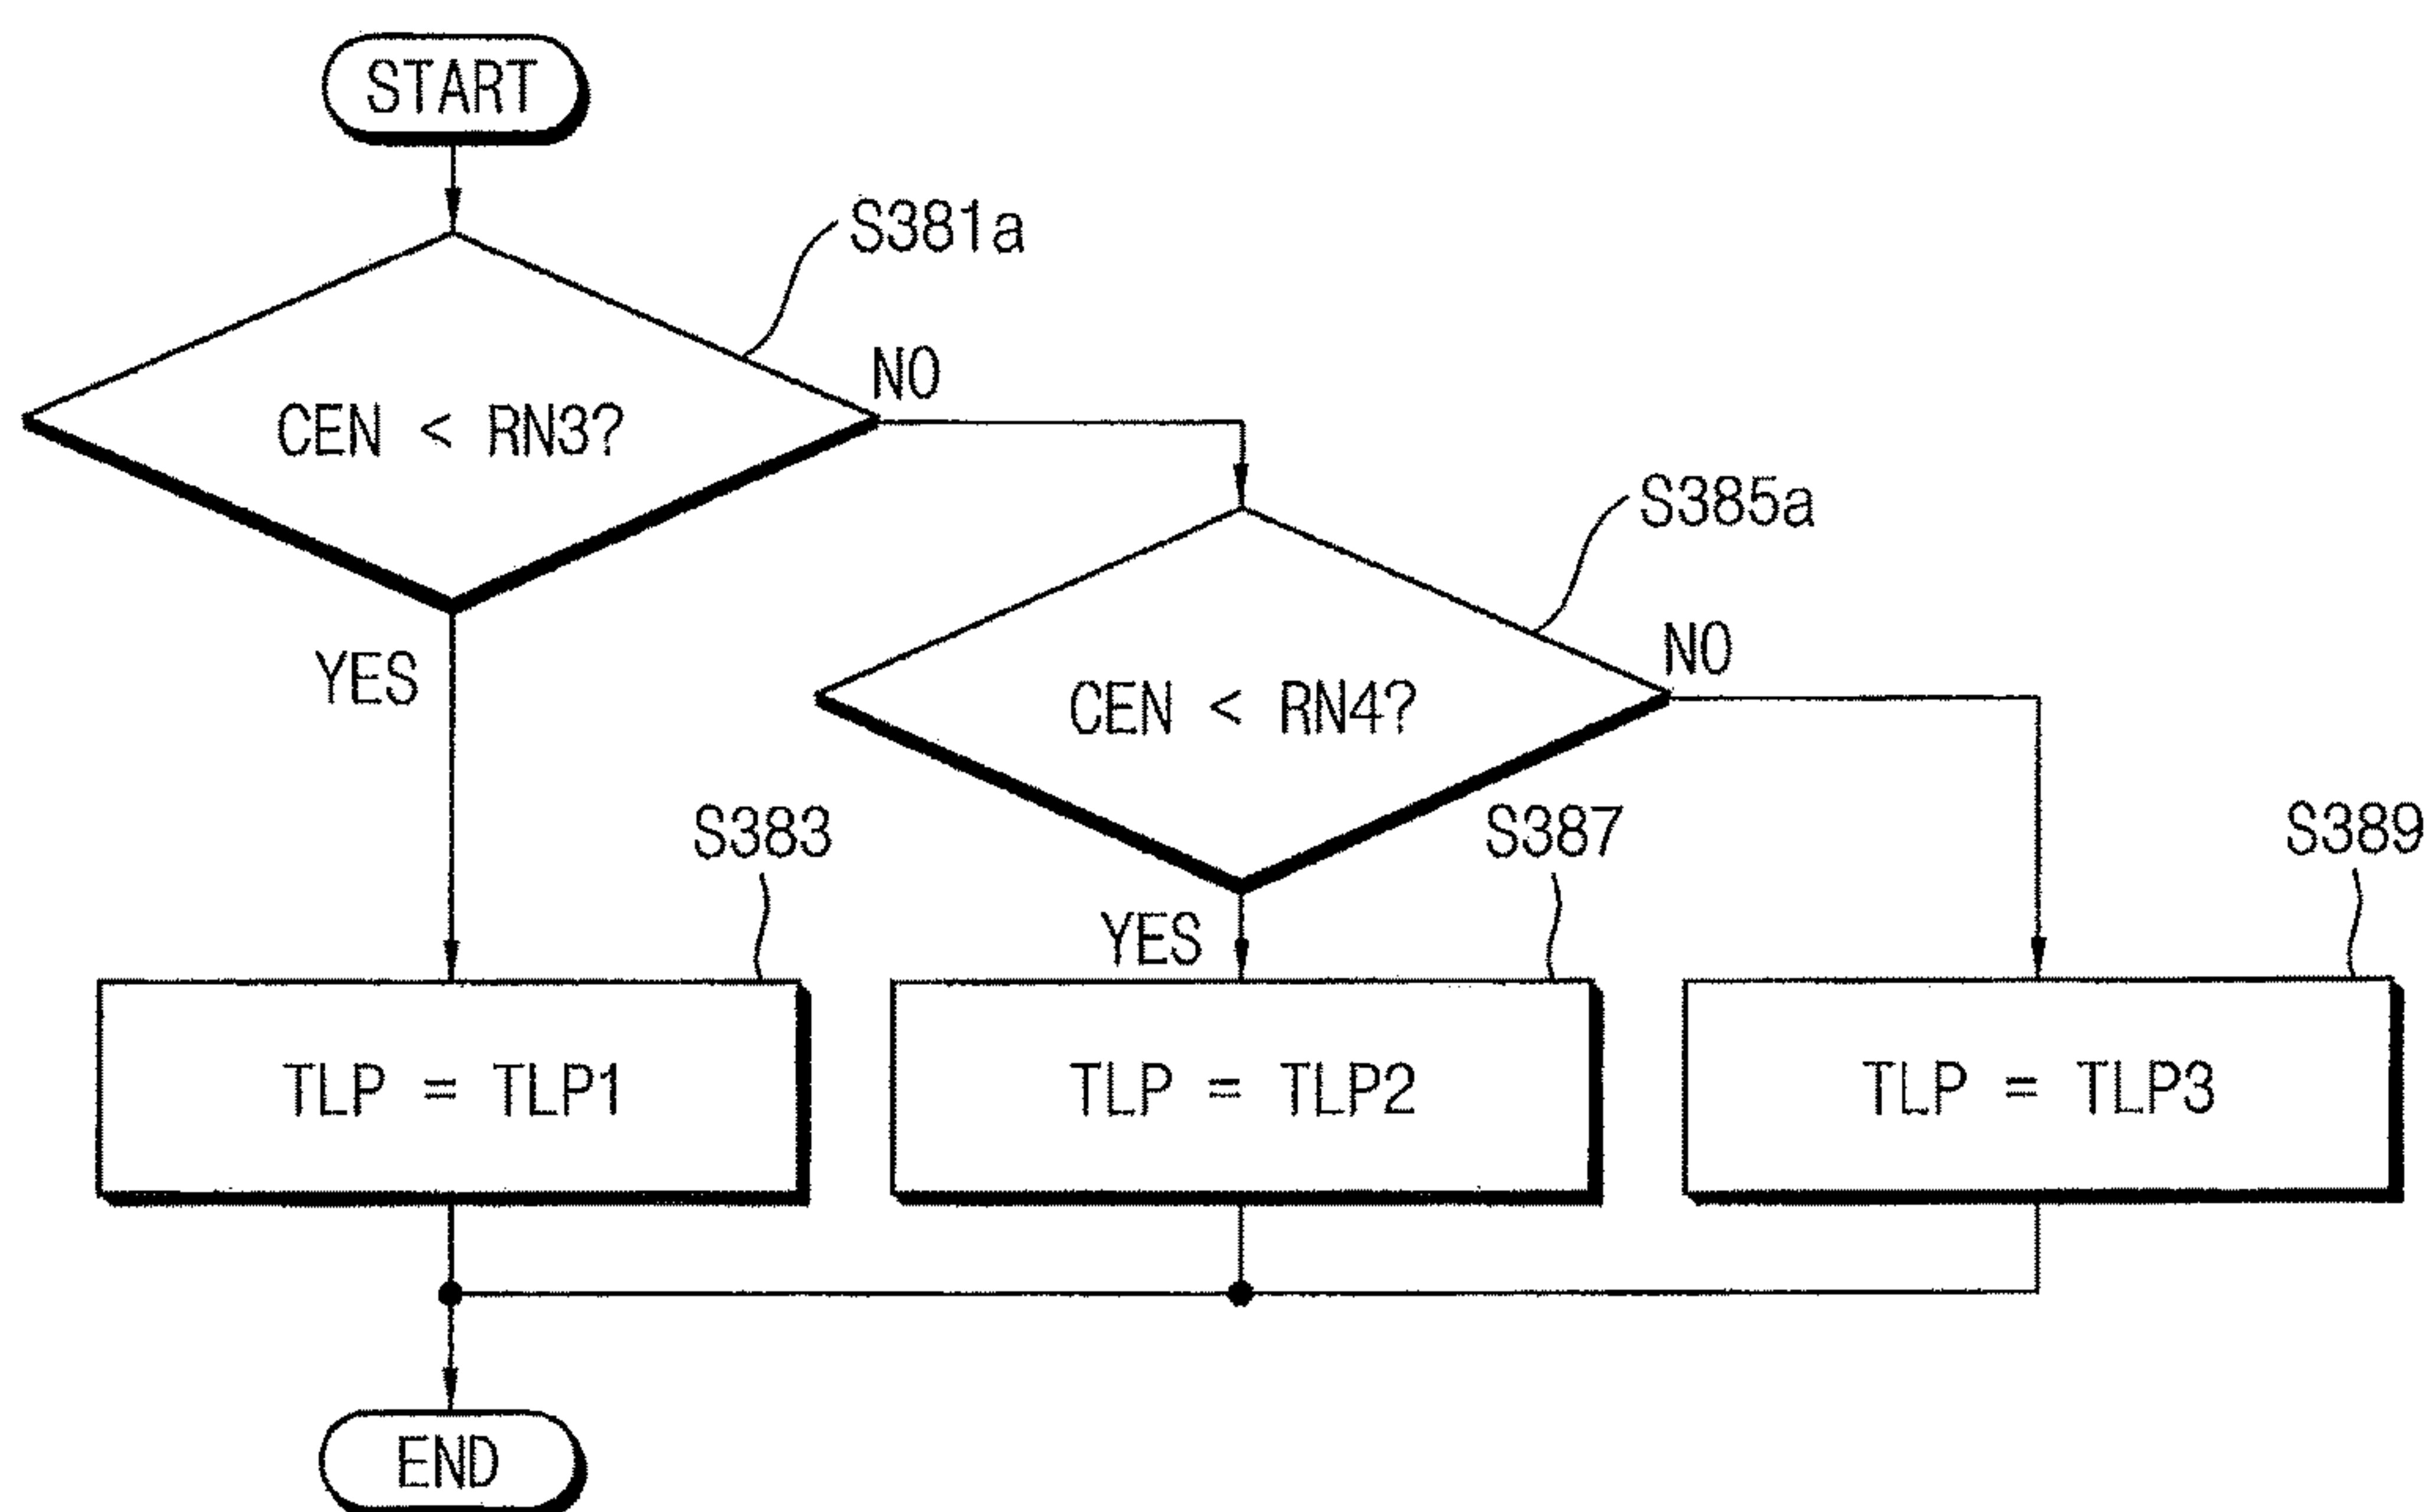 START
S381a
NO
CEN < RN3?
S385a
NO
YES
CEN < RN4?
S383
S387
S389
YES
TLP = TLP1
TLP = TLP2
TLP = TLP3
END